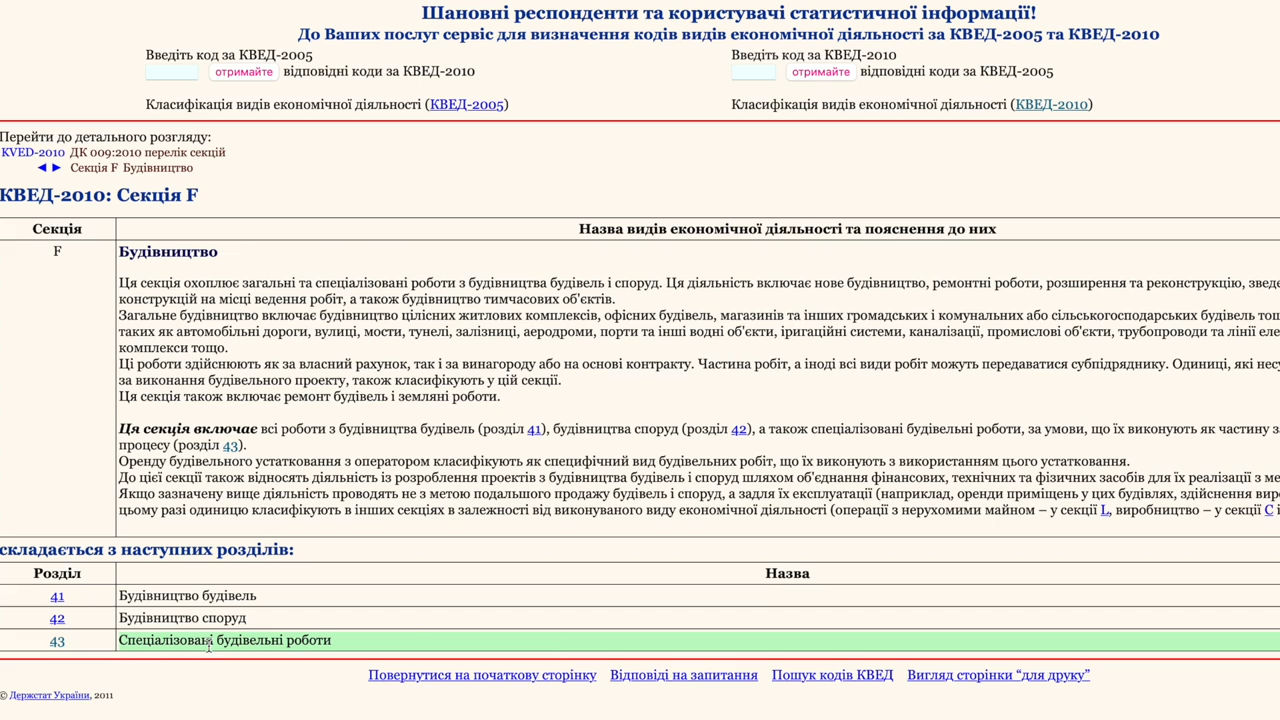 Шановні респонденти та користувачі статистичної інформації!
До Ваших послуг сервіс для визначення кодів видів економічної діяльності за КВЕД-2005 та КВЕД-2010
Введіть код за КВЕД-2005
отримайте відповідні коди за КВЕД-2010
Класифікація видів економічної діяльності (КВЕД-2005)
Введіть код за КВЕД-2010
отримайте відповідні коди за КВЕД-2005
Класифікація видів економічної діяльності (КВЕД-2010)
Перейти до детального розгляду:
KVED-2010 ДК 009:2010 перелік секцій
◄ ► Секція F Будівництво
КВЕД-2010: Секція F
Секція Назва видів економічної діяльності та пояснення до них
F Будівництво
Ця секція охоплює загальні та спеціалізовані роботи з будівництва будівель і споруд. Ця діяльність включає нове будівництво, ремонтні роботи, розширення та реконструкцію,
конструкцій на місці ведення робіт, а також будівництво тимчасових об'єктів.
Загальне будівництво включає будівництво цілісних житлових комплексів, офісних будівель, магазинів та інших громадських і комунальних або сільськогосподарських будівель
таких як автомобільні дороги, вулиці, мости, тунелі, залізниці, аеродроми, порти та інші водні об'єкти, іригаційні системи, каналізації, промислові об'єкти, трубопроводи та лінії
комплекси тощо.
Ці роботи здійснюють як за власний рахунок, так і за винагороду або на основі контракту. Частина робіт, а іноді всі види робіт можуть передаватися субпідряднику. Одиниці, які
за виконання будівельного проекту, також класифікують у цій секції.
Ця секція також включає ремонт будівель і земляні роботи.
Ця секція включає всі роботи з будівництва будівель (розділ 41), будівництва споруд (розділ 42), а також спеціалізовані будівельні роботи, за умови, що їх виконують як частину
процесу (розділ 43).
Оренду будівельного устатковання з оператором класифікують як специфічний вид будівельних робіт, що їх виконують з використанням цього устатковання.
До цієї секції також відносять діяльність із розроблення проектів з будівництва будівель і споруд шляхом об'єднання фінансових, технічних та фізичних засобів для їх реалізації з
Якщо зазначену вище діяльність проводять не з метою подальшого продажу будівель і споруд, а задля їх експлуатації (наприклад, оренди приміщень у цих будівлях, здійснення
цьому разі одиницю класифікують в інших секціях в залежності від виконуваного виду економічної діяльності (операції з нерухомими майном – у секції L, виробництво – у секції C
складається з наступних розділів:
Розділ Назва
41 Будівництво будівель
42 Будівництво споруд
43 Спеціалізовані будівельні роботи
Повернутися на початкову сторінку Відповіді на запитання Пошук кодів КВЕД Вигляд сторінки “для друку”
© Держстат України, 2011